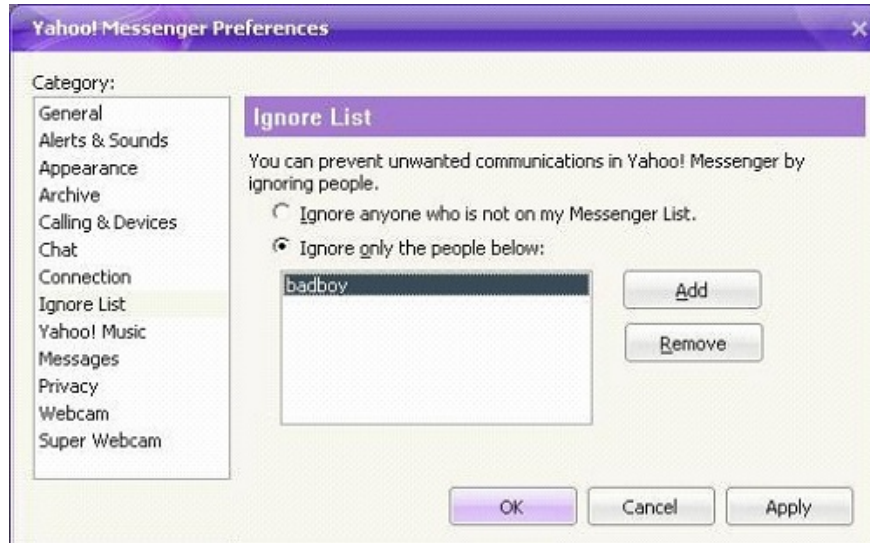 Yahoo! Messenger Preferences
Category:
General
Alerts & Sounds
Appearance
Archive
Calling & Devices
Chat
Connection
Ignore List
Yahoo! Music
Messages
Privacy
Webcam
Super Webcam
Ignore List
You can prevent unwanted communications in Yahoo! Messenger by
ignoring people.
Ignore anyone who is not on my Messenger List.
Ignore only the people below:
badboy
Add
Remove
OK
Cancel
Apply